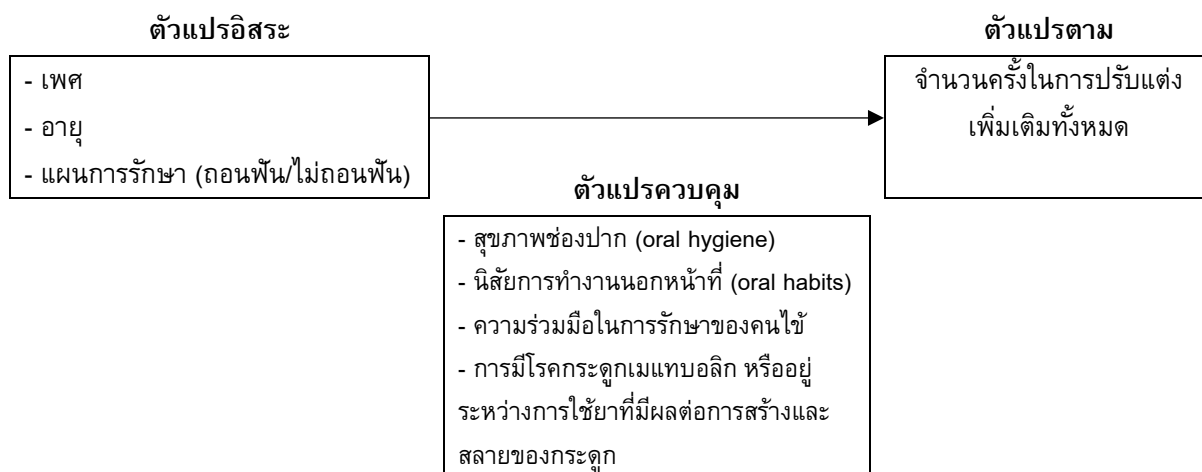 ตัวแปรอิสระ
- เพศ
- อายุ
- แผนการรักษา (ถอนฟัน/ไม่ถอนฟัน)
ตัวแปรตาม
จำนวนครั้งในการปรับแต่ง
เพิ่มเติมทั้งหมด
ตัวแปรควบคุม
- สุขภาพช่องปาก (oral hygiene)
- นิสัยการทำงานนอกหน้าที่ (oral habits)
- ความร่วมมือในการรักษาของคนไข้
- การมีโรคกระดูกเมแทบอลิก หรืออยู่
ระหว่างการใช้ยาที่มีผลต่อการสร้างและ
สลายของกระดูก